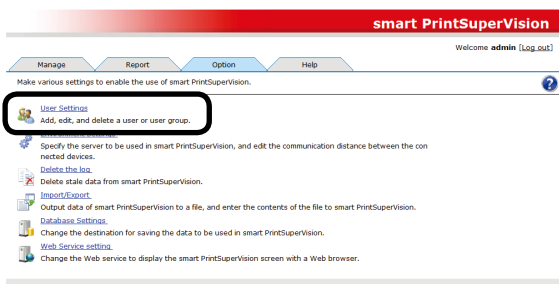 smart PrintSuperVision
Welcome admin [Log out]
Manage Report Option Help
Make various settings to enable the use of smart PrintSuperVision.
?
User Settings
Add, edit, and delete a user or user group.
Specify the server to be used in smart PrintSuperVision, and edit the communication distance between the con
nected devices.
Delete the log
Delete stale data from smart PrintSuperVision.
Import/Export
Output data of smart PrintSuperVision to a file, and enter the contents of the file to smart PrintSuperVision.
Database Settings
Change the destination for saving the data to be used in smart PrintSuperVision.
Web Service setting
Change the Web service to display the smart PrintSuperVision screen with a Web browser.